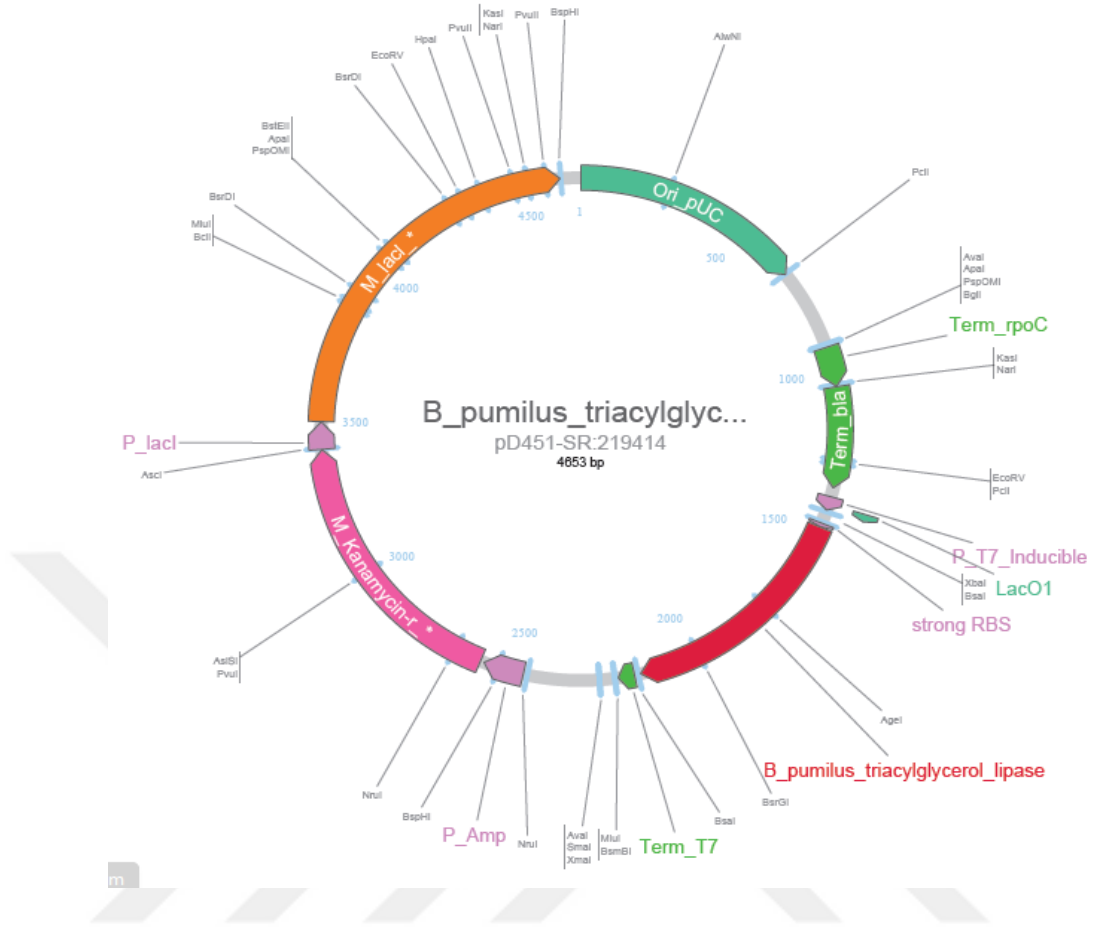 KasI
NarI
PvuII
BspHI
PvuII
HpaI
EcoRV
BsrDI
AlwNI
BstEII
ApaI
PspOMI
PclI
BsrDI
MluI
BclI
M_lacI_*
4500
1
Ori_pUC
500
4000
AvaI
ApaI
PspOMI
BglI
Term_rpoC
KasI
NarI
1000
Term_bla
B_pumilus_triacylglyc...
pD451-SR:219414
4653 bp
3500
P_lacI
AscI
EcoRV
PclI
1500
P_T7_Inducible
XbaI
BsaI
LacO1
strong RBS
M_Kanamycin-r_*
3000
2500
2000
AsiSI
PvuI
AgeI
B_pumilus_triacylglycerol_lipase
BsrGI
NruI
BspHI
P_Amp
NruI
AvaI
SmaI
XmaI
MluI
BsmBI
Term_T7
BsaI
m